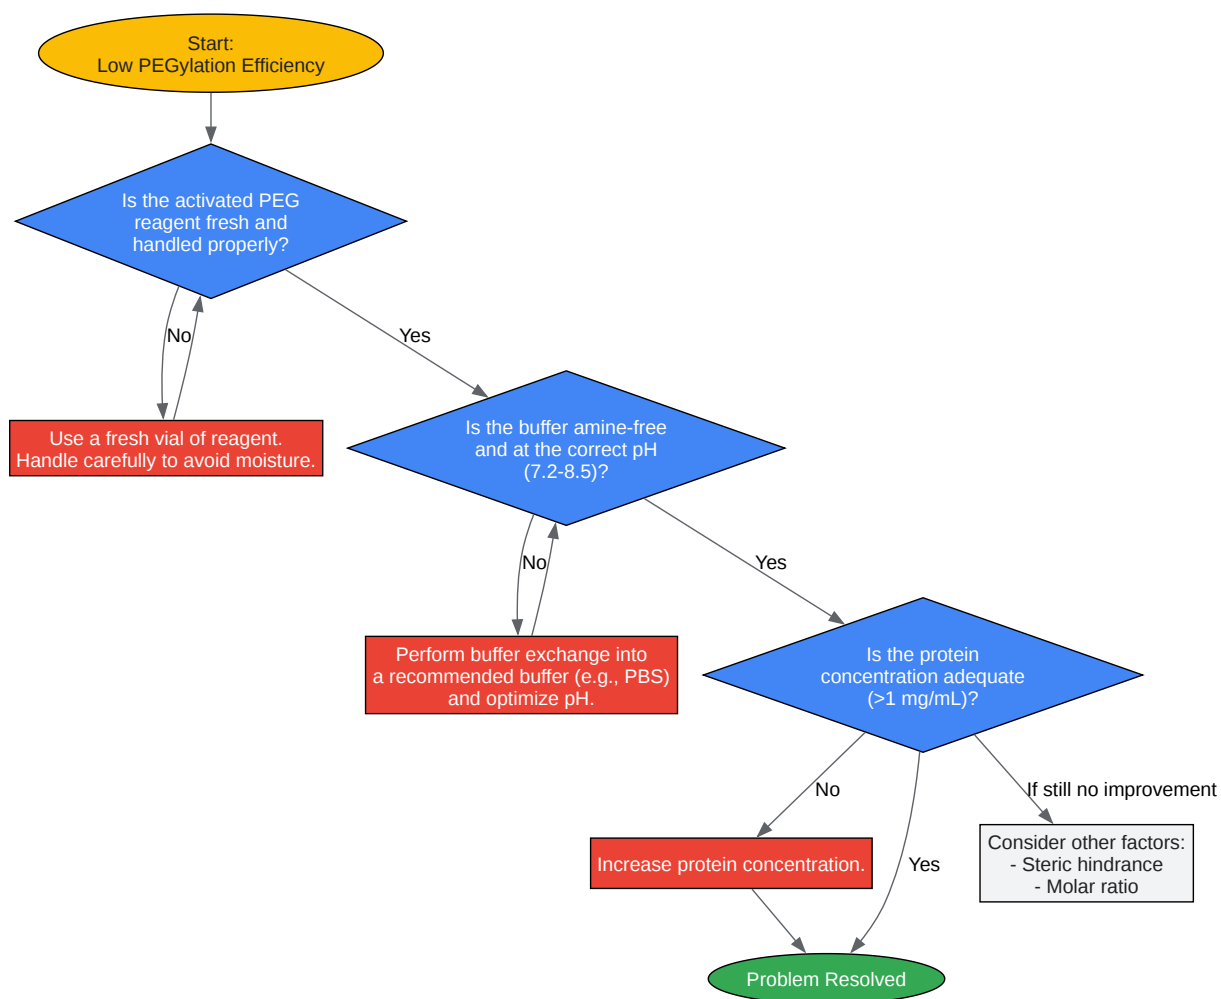 Start:
Low PEGylation Efficiency
Is the activated PEG
reagent fresh and
handled properly?
No
Yes
Use a fresh vial of reagent.
Handle carefully to avoid moisture.
Is the buffer amine-free
and at the correct pH
(7.2-8.5)?
No
Yes
Perform buffer exchange into
a recommended buffer (e.g., PBS)
and optimize pH.
Is the protein
concentration adequate
(>1 mg/mL)?
No
If still no improvement
Increase protein concentration.
Yes
Consider other factors:
- Steric hindrance
- Molar ratio
Problem Resolved